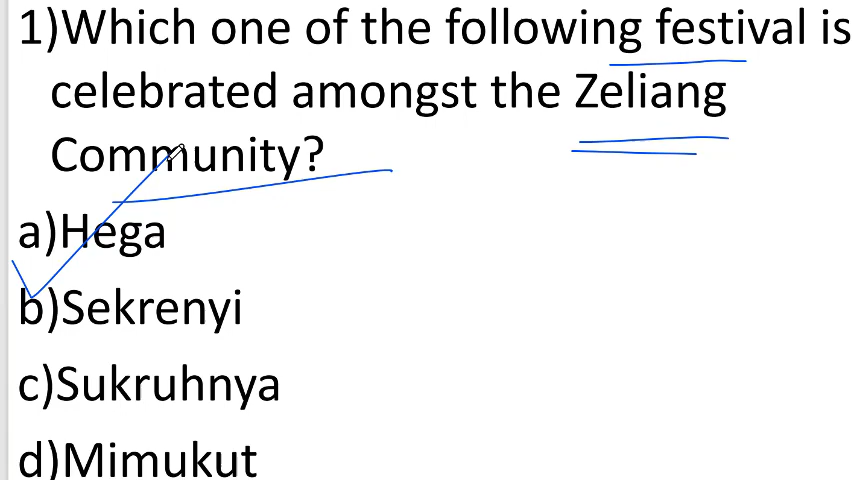 1)Which one of the following festival is
celebrated amongst the Zeliang
Community?
a)Hega
b)Sekrenyi
c)Sukruhnya
d)Mimukut